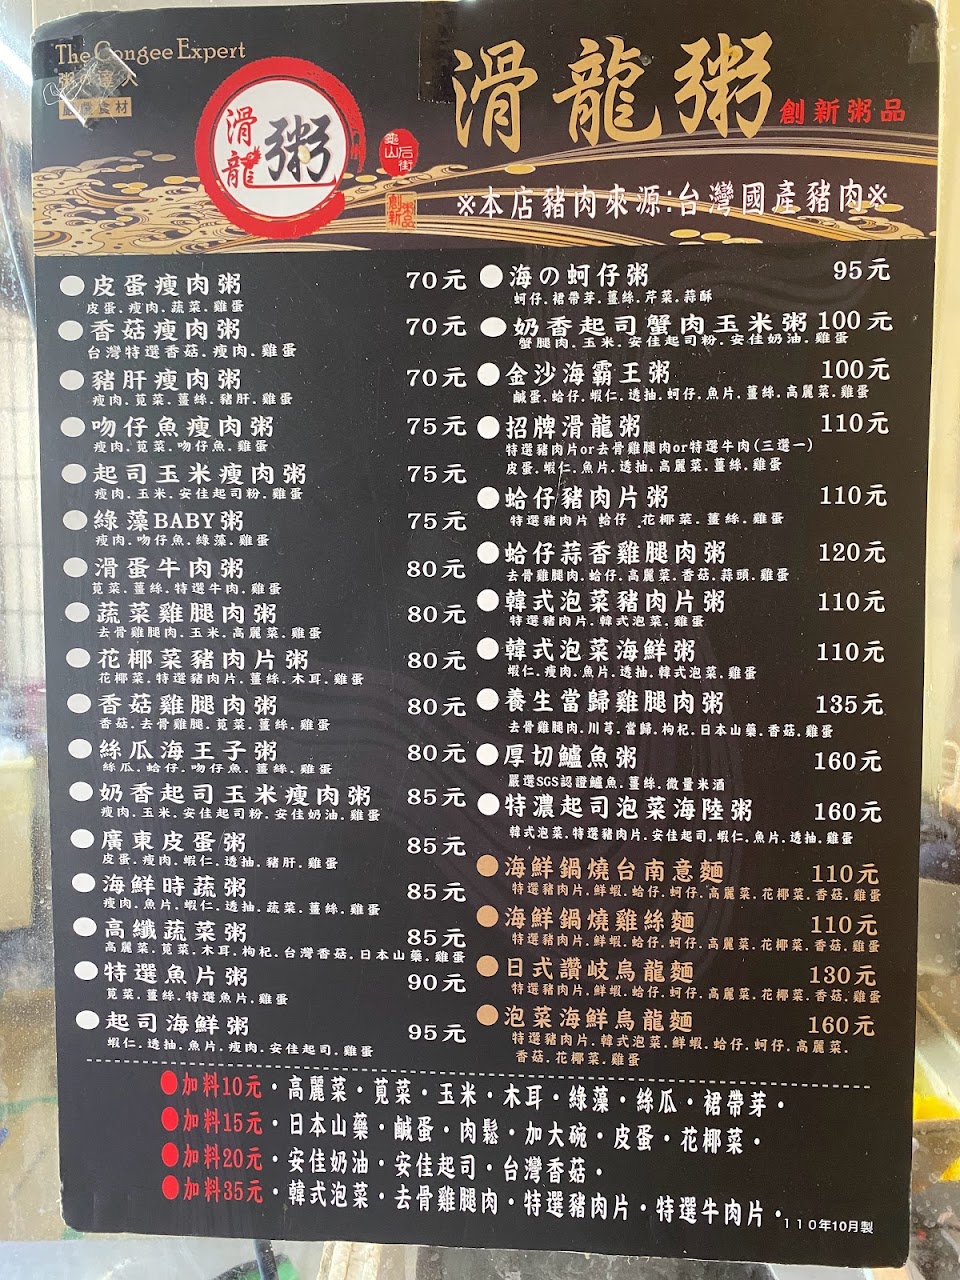 The Congee Expert
粥の達人
嚴選食材
滑龍
粥
龜山
后街
創新
粥品
滑龍粥
創新粥品
※本店豬肉來源:台灣國產豬肉※
皮蛋瘦肉粥 70元
皮蛋.瘦肉.蔬菜.雞蛋
香菇瘦肉粥 70元
台灣特選香菇.瘦肉.雞蛋
豬肝瘦肉粥 70元
瘦肉.莧菜.薑絲.豬肝.雞蛋
吻仔魚瘦肉粥 75元
瘦肉.莧菜.吻仔魚.雞蛋
起司玉米瘦肉粥 75元
瘦肉.玉米.安佳起司粉.雞蛋
綠藻BABY粥 75元
瘦肉.吻仔魚.綠藻.雞蛋
滑蛋牛肉粥 80元
莧菜.薑絲.特選牛肉.雞蛋
蔬菜雞腿肉粥 80元
去骨雞腿肉.玉米.高麗菜.雞蛋
花椰菜豬肉片粥 80元
花椰菜.特選豬肉片.薑絲.木耳.雞蛋
香菇雞腿肉粥 80元
香菇.去骨雞腿.莧菜.薑絲.雞蛋
絲瓜海王子粥 80元
絲瓜.蛤仔.吻仔魚.薑絲.雞蛋
奶香起司玉米瘦肉粥 85元
瘦肉.玉米.安佳起司粉.安佳奶油.雞蛋
廣東皮蛋粥 85元
皮蛋.瘦肉.蝦仁.透抽.豬肝.雞蛋
海鮮時蔬粥 85元
瘦肉.魚片.蝦仁.透抽.蔬菜.薑絲.雞蛋
高纖蔬菜粥 85元
高麗菜.莧菜.木耳.枸杞.台灣香菇.日本山藥.雞蛋
特選魚片粥 90元
莧菜.薑絲.特選魚片.雞蛋
起司海鮮粥 95元
蝦仁.透抽.魚片.瘦肉.安佳起司.雞蛋
海の蚵仔粥 95元
蚵仔.裙帶芽.薑絲.芹菜.蒜酥
奶香起司蟹肉玉米粥 100元
蟹腿肉.玉米.安佳起司粉.安佳奶油.雞蛋
金沙海霸王粥 100元
鹹蛋.蛤仔.蝦仁.透抽.蚵仔.魚片.薑絲.高麗菜.雞蛋
招牌滑龍粥 110元
特選豬肉片or去骨雞腿肉or特選牛肉(三選一)
皮蛋.蝦仁.魚片.透抽.高麗菜.薑絲.雞蛋
蛤仔豬肉片粥 110元
特選豬肉片 蛤仔 .花椰菜.薑絲.雞蛋
蛤仔蒜香雞腿肉粥 120元
去骨雞腿肉.蛤仔.高麗菜.香菇.蒜頭.雞蛋
韓式泡菜豬肉片粥 110元
特選豬肉片.韓式泡菜.雞蛋
韓式泡菜海鮮粥 110元
蝦仁.瘦肉.魚片.透抽.韓式泡菜.雞蛋
養生當歸雞腿肉粥 135元
去骨雞腿肉.川芎.當歸.枸杞.日本山藥.香菇.雞蛋
厚切鱸魚粥 160元
嚴選SGS認證鱸魚.薑絲.微量米酒
特濃起司泡菜海陸粥 160元
韓式泡菜.特選豬肉片.安佳起司.蝦仁.魚片.透抽.雞蛋
海鮮鍋燒台南意麵 110元
特選豬肉片.鮮蝦.蛤仔.蚵仔.高麗菜.花椰菜.香菇.雞蛋
海鮮鍋燒雞絲麵 110元
特選豬肉片.鮮蝦.蛤仔.蚵仔.高麗菜.花椰菜.香菇.雞蛋
日式讚岐烏龍麵 130元
特選豬肉片.鮮蝦.蛤仔.蚵仔.高麗菜.花椰菜.香菇.雞蛋
泡菜海鮮烏龍麵 160元
特選豬肉片.韓式泡菜.鮮蝦.蛤仔.蚵仔.高麗菜.
香菇.花椰菜.雞蛋
加料10元・高麗菜・莧菜・玉米・木耳・綠藻・絲瓜・裙帶芽・
加料15元・日本山藥・鹹蛋・肉鬆・加大碗・皮蛋・花椰菜・
加料20元・安佳奶油・安佳起司・台灣香菇・
加料35元・韓式泡菜・去骨雞腿肉・特選豬肉片・特選牛肉片・
110年10月製